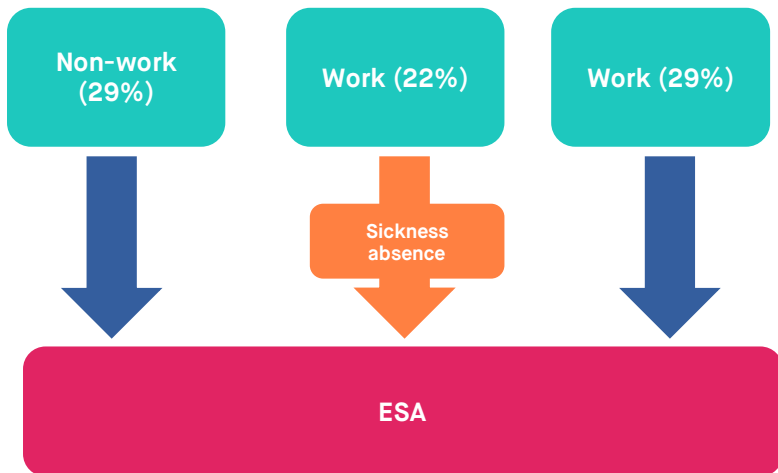 Non-work
(29%)
Work (22%)
Work (29%)
Sickness
absence
ESA